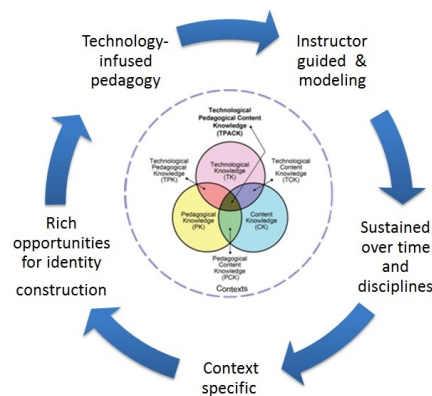 Technology-
infused
pedagogy
Instructor
guided &
modeling
Sustained
over time
and
disciplines
Context
specific
Rich
opportunities
for identity
construction
Technological
Pedagogical Content
Knowledge
(TPACK)
Technological
Pedagogical
Knowledge
(TPK)
Technological
Knowledge
(TK)
Technological
Content
Knowledge
(TCK)
Pedagogical
Knowledge
(PK)
Content
Knowledge
(CK)
Pedagogical
Content
Knowledge
(PCK)
Contexts